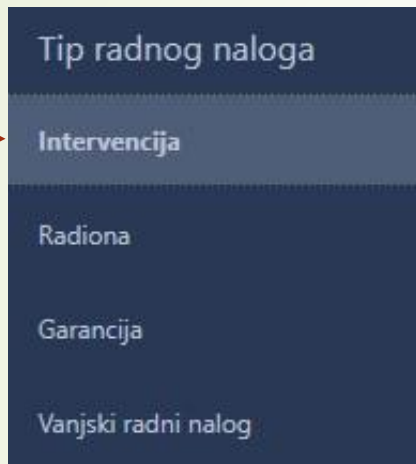 Tip radnog naloga
Intervencija
Radiona
Garancija
Vanjski radni nalog